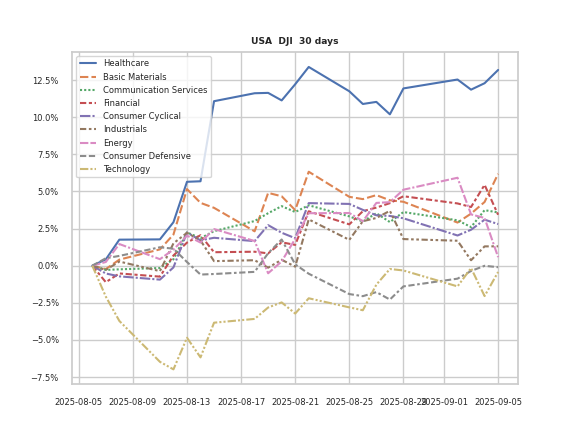 USA DJI 30 days
Healthcare
Basic Materials
Communication Services
Financial
Consumer Cyclical
Industrials
Energy
Consumer Defensive
Technology
12.5%
10.0%
7.5%
5.0%
2.5%
0.0%
−2.5%
−5.0%
−7.5%
2025-08-05 2025-08-09 2025-08-13 2025-08-17 2025-08-21 2025-08-25 2025-08-29 2025-09-01 2025-09-05